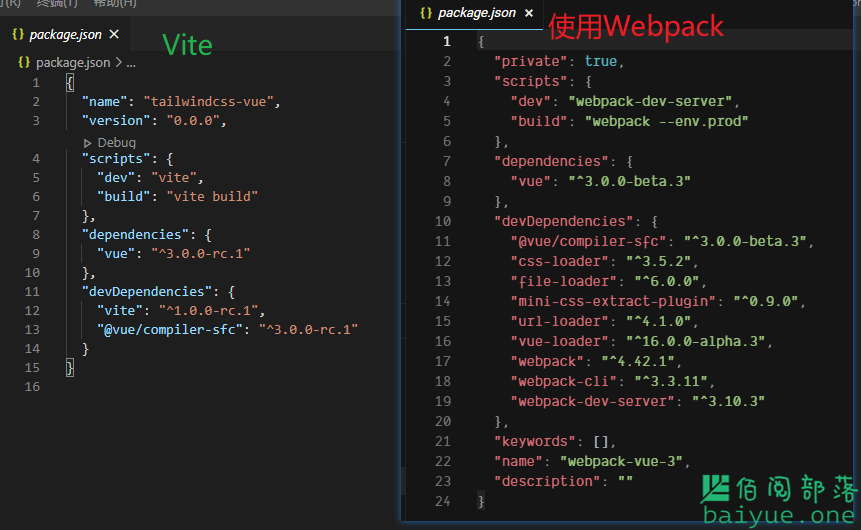 (R) 终端(T) 帮助(H)
{} package.json ×
Vite
{} package.json > ...
1 {
2 "name": "tailwindcss-vue",
3 "version": "0.0.0",
Debug
4 "scripts": {
5 "dev": "vite",
6 "build": "vite build"
7 },
8 "dependencies": {
9 "vue": "^3.0.0-rc.1"
10 },
11 "devDependencies": {
12 "vite": "^1.0.0-rc.1",
13 "@vue/compiler-sfc": "^3.0.0-rc.1"
14 }
15 }
16
{} package.json ×
使用Webpack
1 {
2 "private": true,
3 "scripts": {
4 "dev": "webpack-dev-server",
5 "build": "webpack --env.prod"
6 },
7 "dependencies": {
8 "vue": "^3.0.0-beta.3"
9 },
10 "devDependencies": {
11 "@vue/compiler-sfc": "^3.0.0-beta.3",
12 "css-loader": "^3.5.2",
13 "file-loader": "^6.0.0",
14 "mini-css-extract-plugin": "^0.9.0",
15 "url-loader": "^4.1.0",
16 "vue-loader": "^16.0.0-alpha.3",
17 "webpack": "^4.42.1",
18 "webpack-cli": "^3.3.11",
19 "webpack-dev-server": "^3.10.3"
20 },
21 "keywords": [],
22 "name": "webpack-vue-3",
23 "description": ""
24 }
佰阅部落
baiyue.one